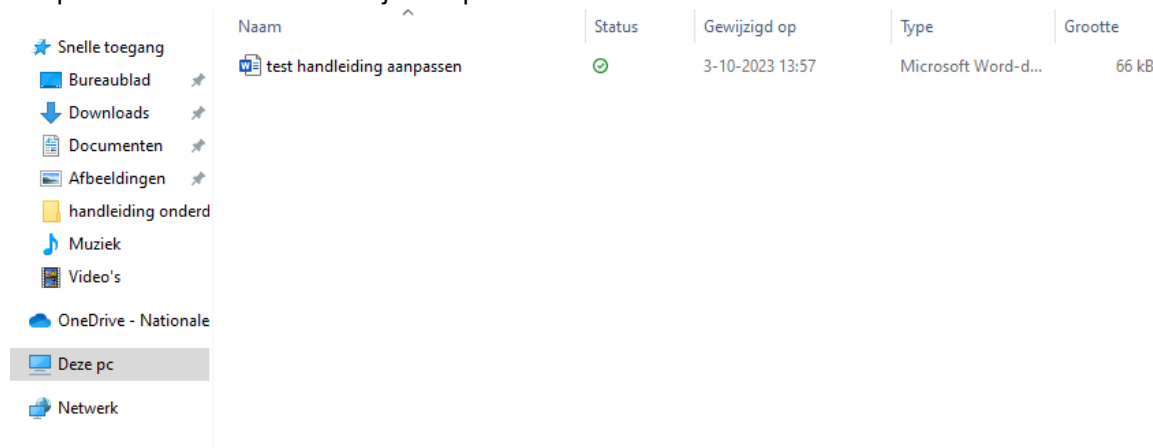 Naam Status Gewijzigd op Type Grootte
Snelle toegang
test handleiding aanpassen 3-10-2023 13:57 Microsoft Word-d... 66 kB
Bureaublad
Downloads
Documenten
Afbeeldingen
handleiding onderd
Muziek
Video's
OneDrive - Nationale
Deze pc
Netwerk